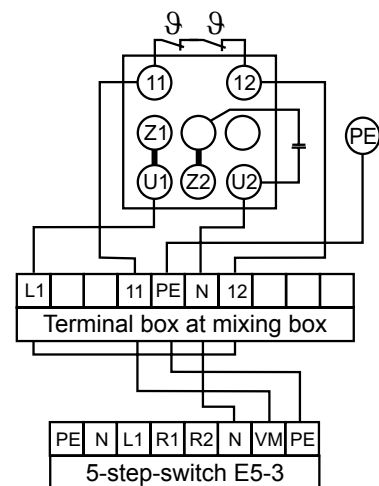 ϑ ϑ
11 12
Z1
PE
U1 Z2 U2
L1 11 PE N 12
Terminal box at mixing box
PE N L1 R1 R2 N VM PE
5-step-switch E5-3